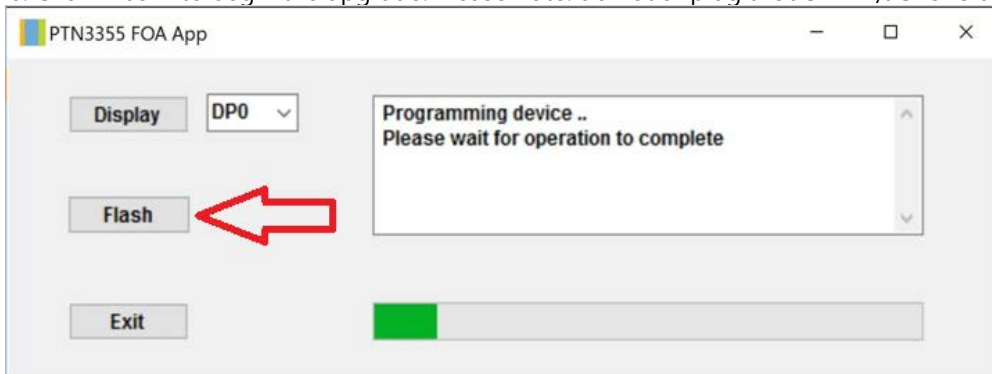 PTN3355 FOA App
Display
DP0
Programming device ..
Please wait for operation to complete
Flash
Exit